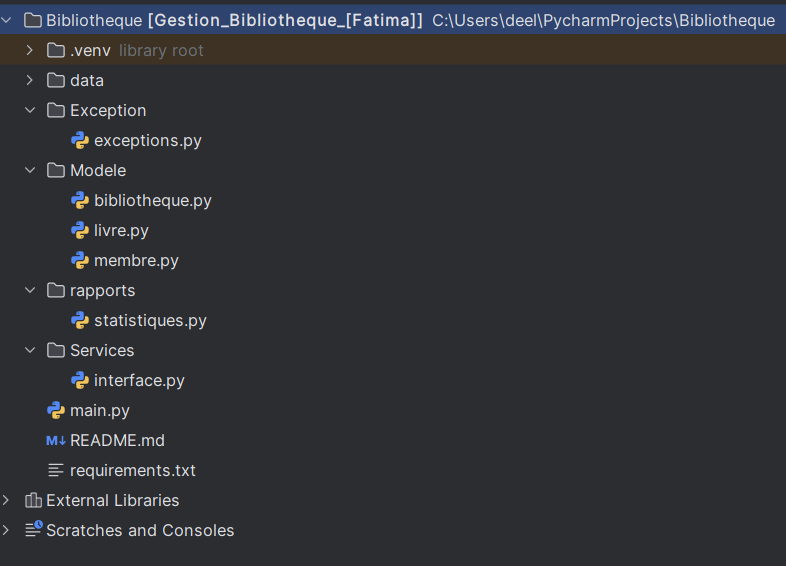 Bibliotheque [Gestion_Bibliotheque_[Fatima]] C:\Users\deel\PycharmProjects\Bibliotheque
.venv library root
data
Exception
exceptions.py
Modele
bibliotheque.py
livre.py
membre.py
rapports
statistiques.py
Services
interface.py
main.py
M↓ README.md
requirements.txt
External Libraries
Scratches and Consoles